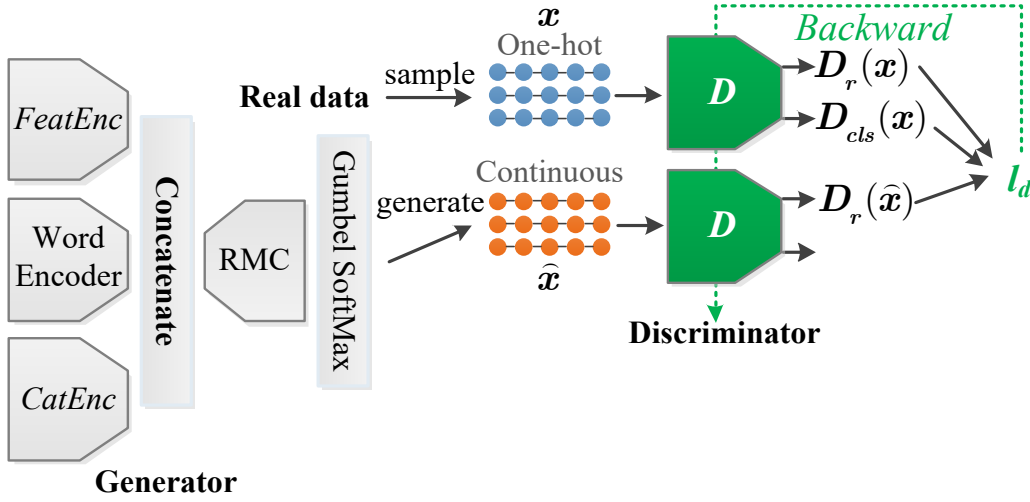 FeatEnc
Word
Encoder
CatEnc
Concatenate
RMC
Gumbel SoftMax
Generator
Real data
sample
generate
x
One-hot
Continuous
x̂
D
D
Discriminator
Backward
D_r(x)
D_cls(x)
D_r(x̂)
l_d